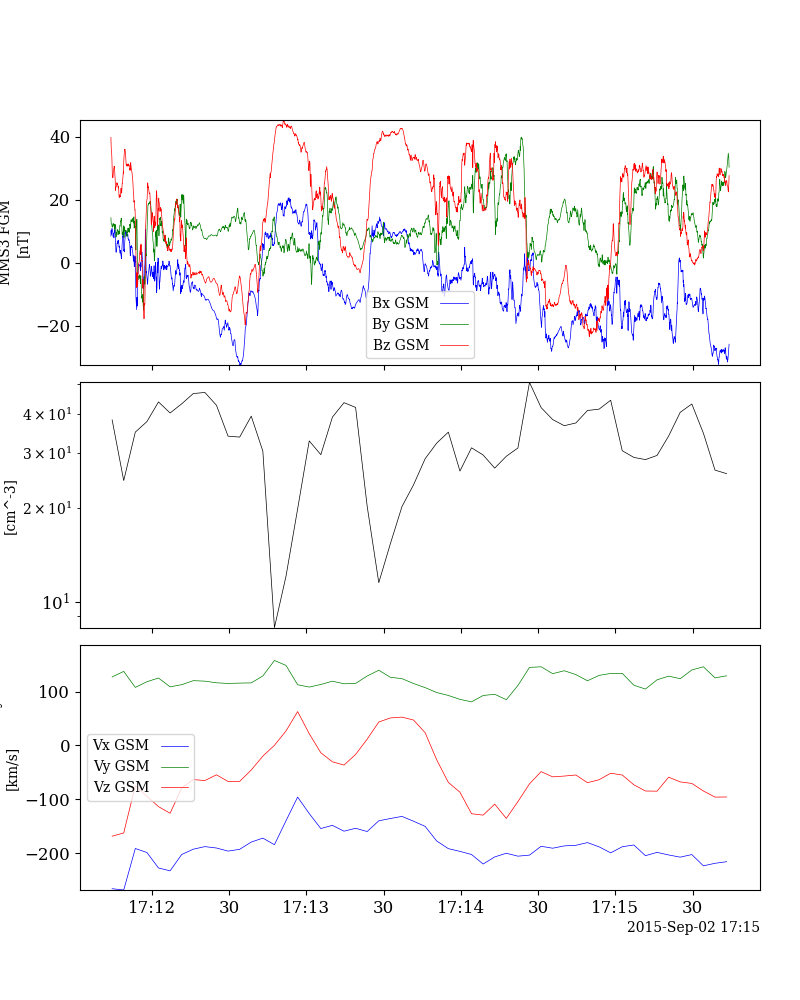 40
20
0
−20
MMS3 FGM
[nT]
Bx GSM
By GSM
Bz GSM
4 × 10¹
3 × 10¹
2 × 10¹
10¹
[cm^-3]
100
0
−100
−200
[km/s]
Vx GSM
Vy GSM
Vz GSM
17:12 30 17:13 30 17:14 30 17:15 30
2015-Sep-02 17:15